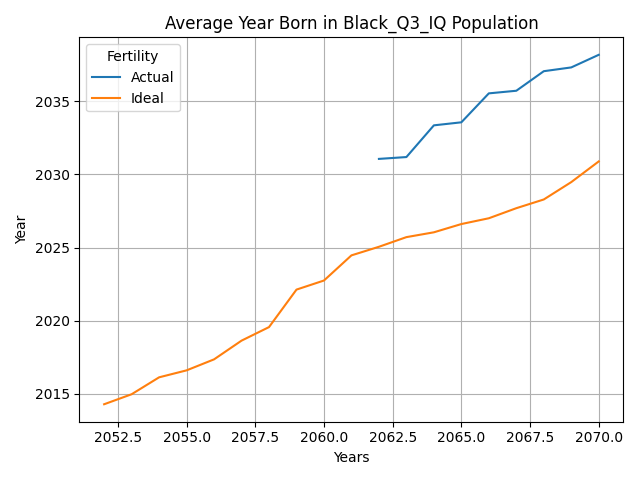 Average Year Born in Black_Q3_IQ Population
Fertility
Actual
Ideal
2035
2030
2025
2020
2015
Year
2052.5
2055.0
2057.5
2060.0
2062.5
2065.0
2067.5
2070.0
Years